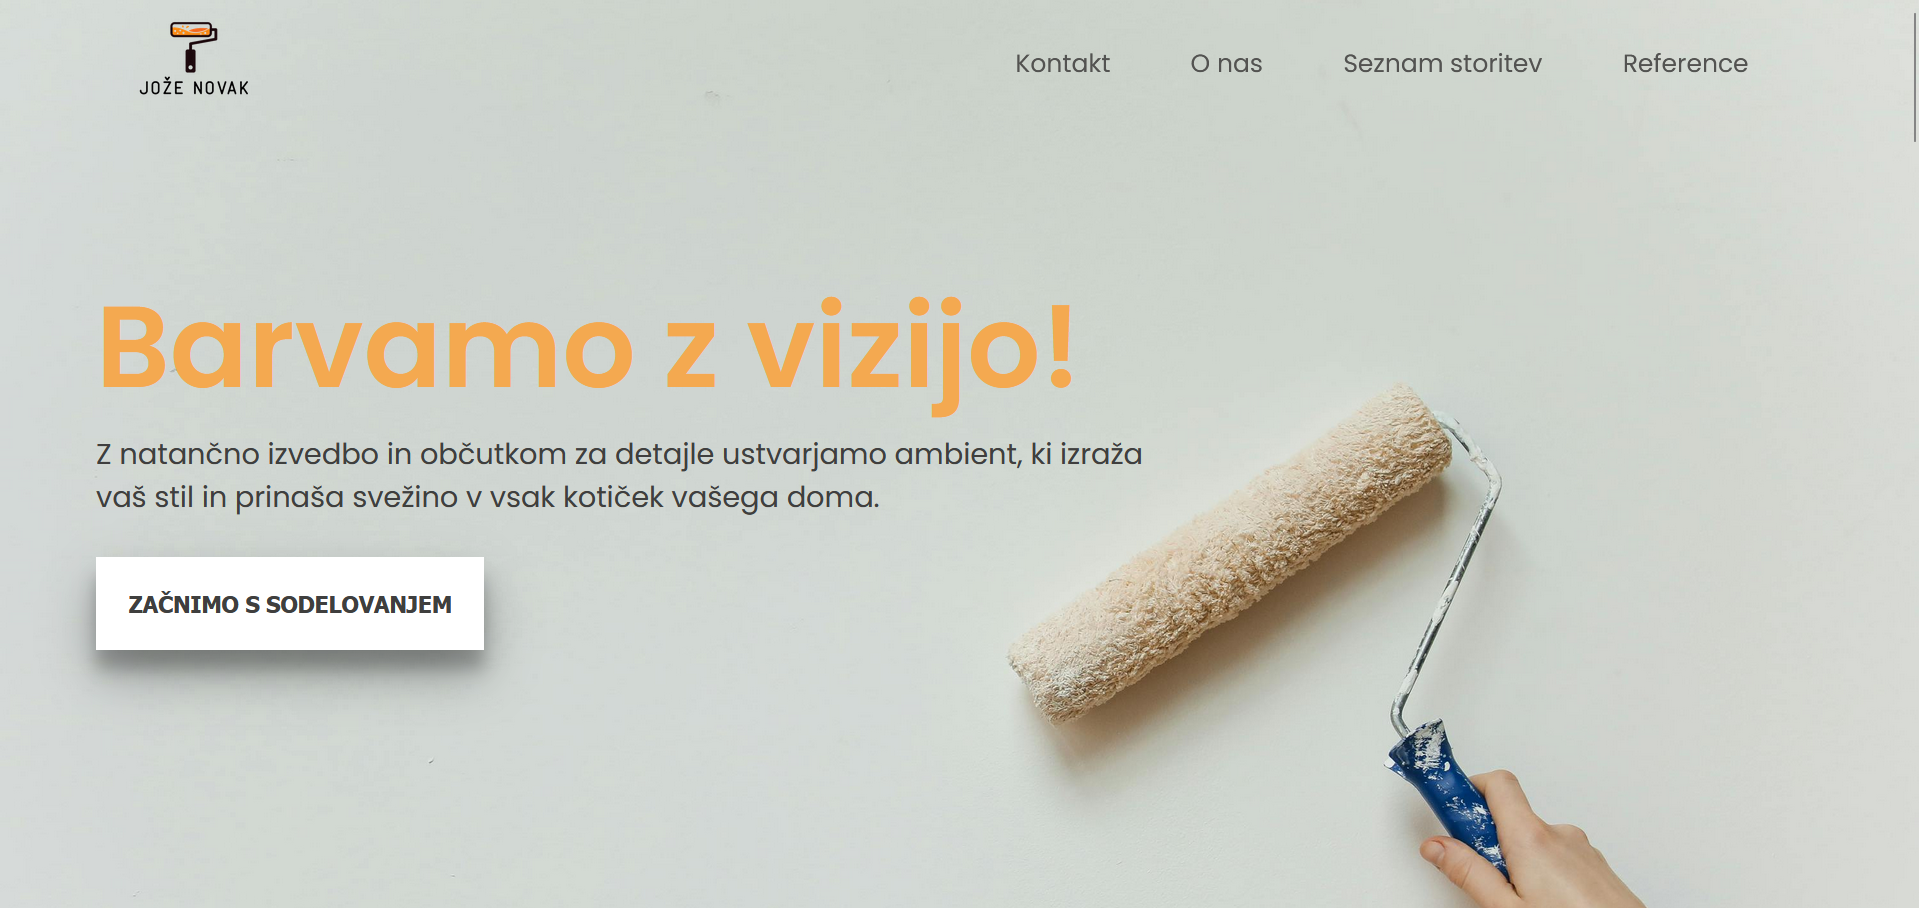 JOŽE NOVAK
Kontakt
O nas
Seznam storitev
Reference
Barvamo z vizijo!
Z natančno izvedbo in občutkom za detajle ustvarjamo ambient, ki izraža
vaš stil in prinaša svežino v vsak kotiček vašega doma.
ZAČNIMO S SODELOVANJEM